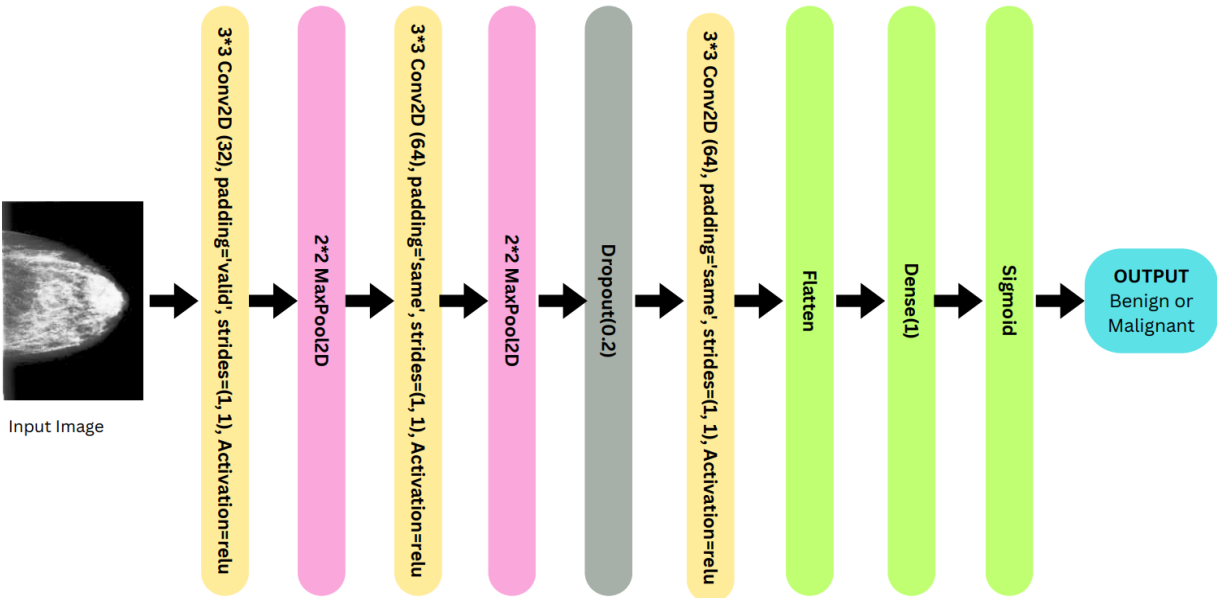 Input Image
3*3 Conv2D (32), padding='valid', strides=(1, 1), Activation=relu
2*2 MaxPool2D
3*3 Conv2D (64), padding='same', strides=(1, 1), Activation=relu
2*2 MaxPool2D
Dropout(0.2)
3*3 Conv2D (64), padding='same', strides=(1, 1), Activation=relu
Flatten
Dense(1)
Sigmoid
OUTPUT
Benign or
Malignant